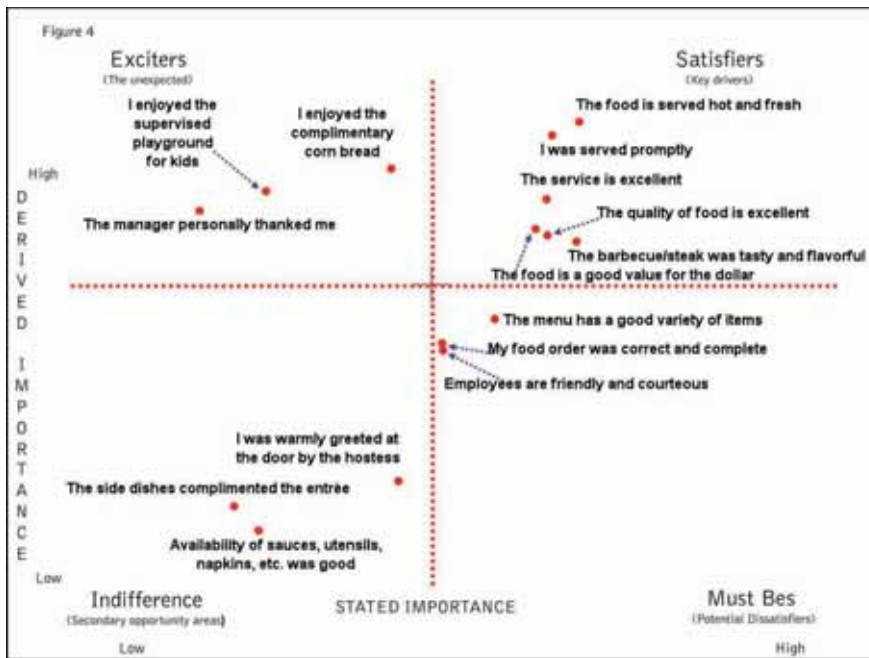 Figure 4
Exciters
(The unexpected)
Satisfiers
(Key drivers)
I enjoyed the
supervised
playground
for kids
I enjoyed the
complimentary
corn bread
The food is served hot and fresh
I was served promptly
High
The service is excellent
The manager personally thanked me
The quality of food is excellent
The barbecue/steak was tasty and flavorful
The food is a good value for the dollar
DERIVED IMPORTANCE
The menu has a good variety of items
My food order was correct and complete
Employees are friendly and courteous
I was warmly greeted at
the door by the hostess
The side dishes complimented the entrèe
Availability of sauces, utensils,
napkins, etc. was good
Low
Indifference
(Secondary opportunity areas)
STATED IMPORTANCE
Must Bes
(Potential Dissatisfiers)
Low
High